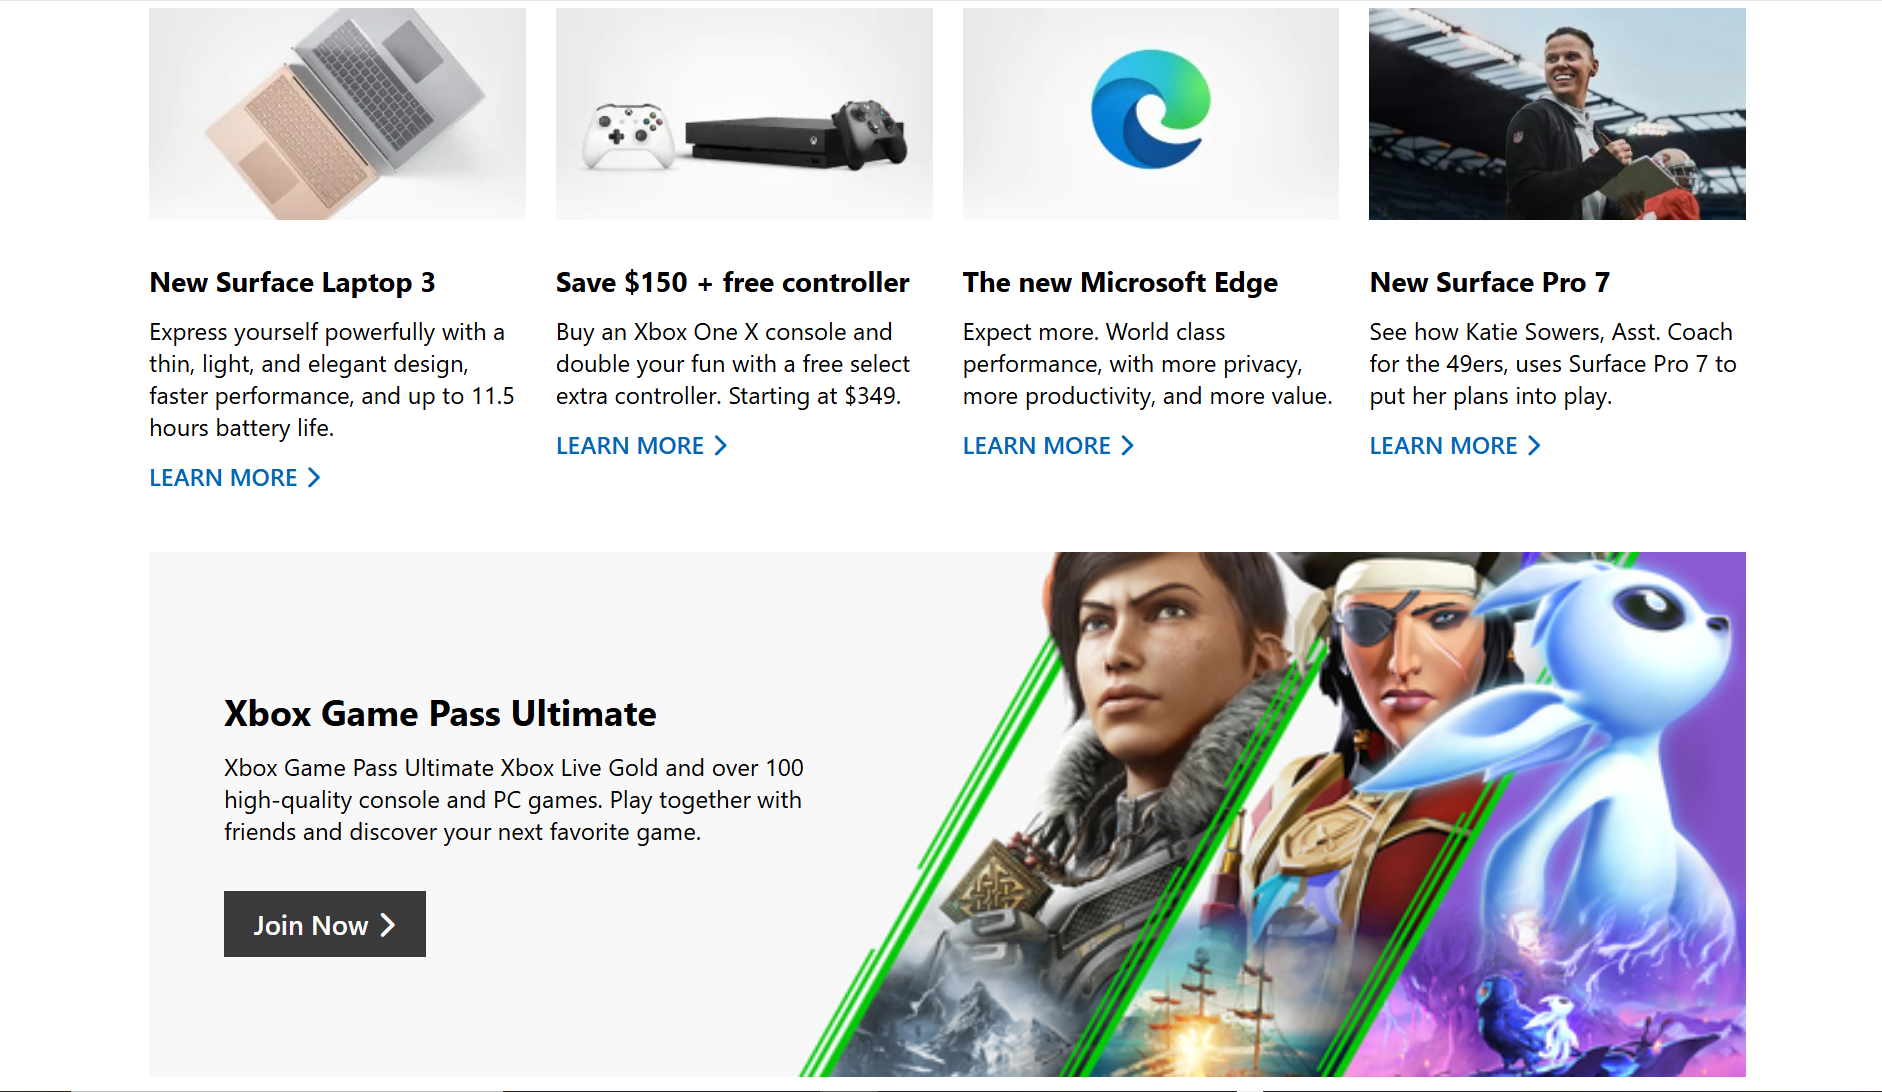 New Surface Laptop 3
Express yourself powerfully with a
thin, light, and elegant design,
faster performance, and up to 11.5
hours battery life.
LEARN MORE
Save $150 + free controller
Buy an Xbox One X console and
double your fun with a free select
extra controller. Starting at $349.
LEARN MORE
The new Microsoft Edge
Expect more. World class
performance, with more privacy,
more productivity, and more value.
LEARN MORE
New Surface Pro 7
See how Katie Sowers, Asst. Coach
for the 49ers, uses Surface Pro 7 to
put her plans into play.
LEARN MORE
Xbox Game Pass Ultimate
Xbox Game Pass Ultimate Xbox Live Gold and over 100
high-quality console and PC games. Play together with
friends and discover your next favorite game.
Join Now